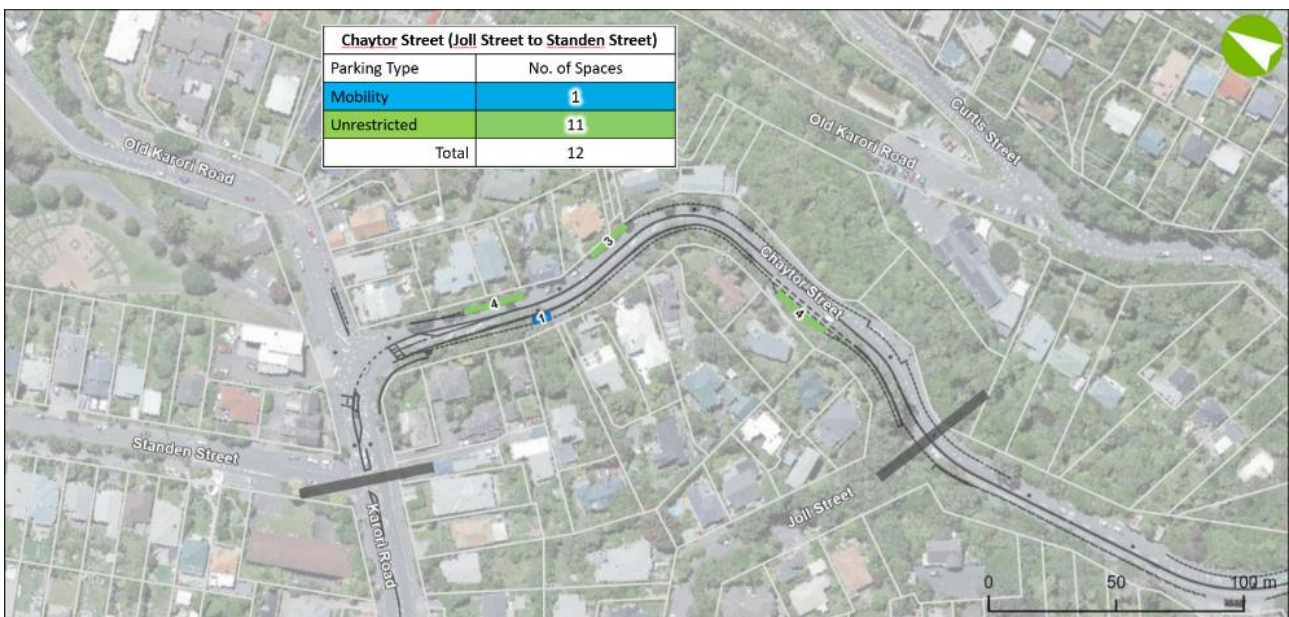 Chaytor Street (Joll Street to Standen Street)
Parking Type No. of Spaces
Mobility 1
Unrestricted 11
Total 12
Curtis Street
Old Karori Road
Old Karori Road
3
Chaytor Street
4
1
4
Standen Street
Joll Street
Karori Road
0 50 100 m